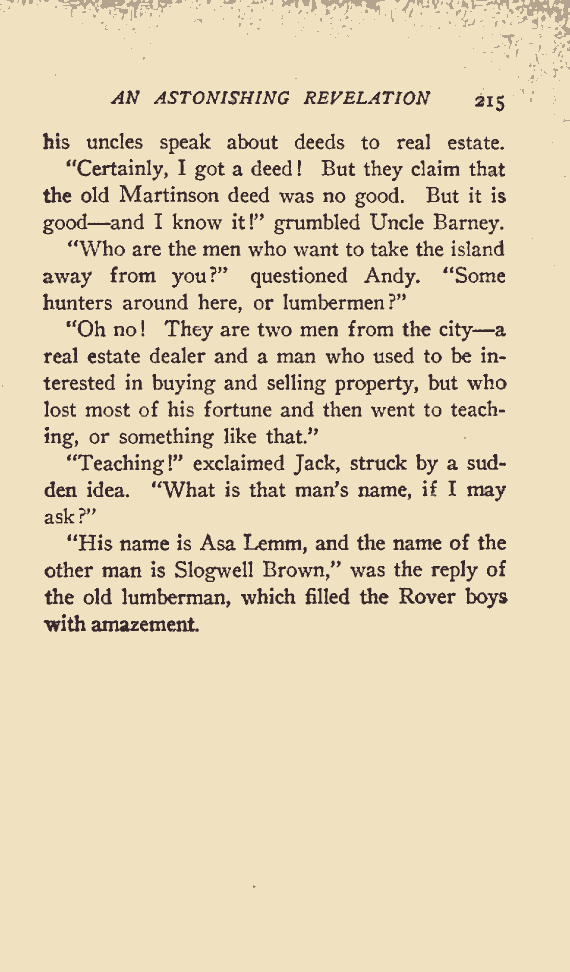 AN ASTONISHING REVELATION 215
his uncles speak about deeds to real estate.
"Certainly, I got a deed! But they claim that
the old Martinson deed was no good. But it is
good—and I know it!" grumbled Uncle Barney.
"Who are the men who want to take the island
away from you?" questioned Andy. "Some
hunters around here, or lumbermen?"
"Oh no! They are two men from the city—a
real estate dealer and a man who used to be in-
terested in buying and selling property, but who
lost most of his fortune and then went to teach-
ing, or something like that."
"Teaching!" exclaimed Jack, struck by a sud-
den idea. "What is that man's name, if I may
ask?"
"His name is Asa Lemm, and the name of the
other man is Slogwell Brown," was the reply of
the old lumberman, which filled the Rover boys
with amazement.